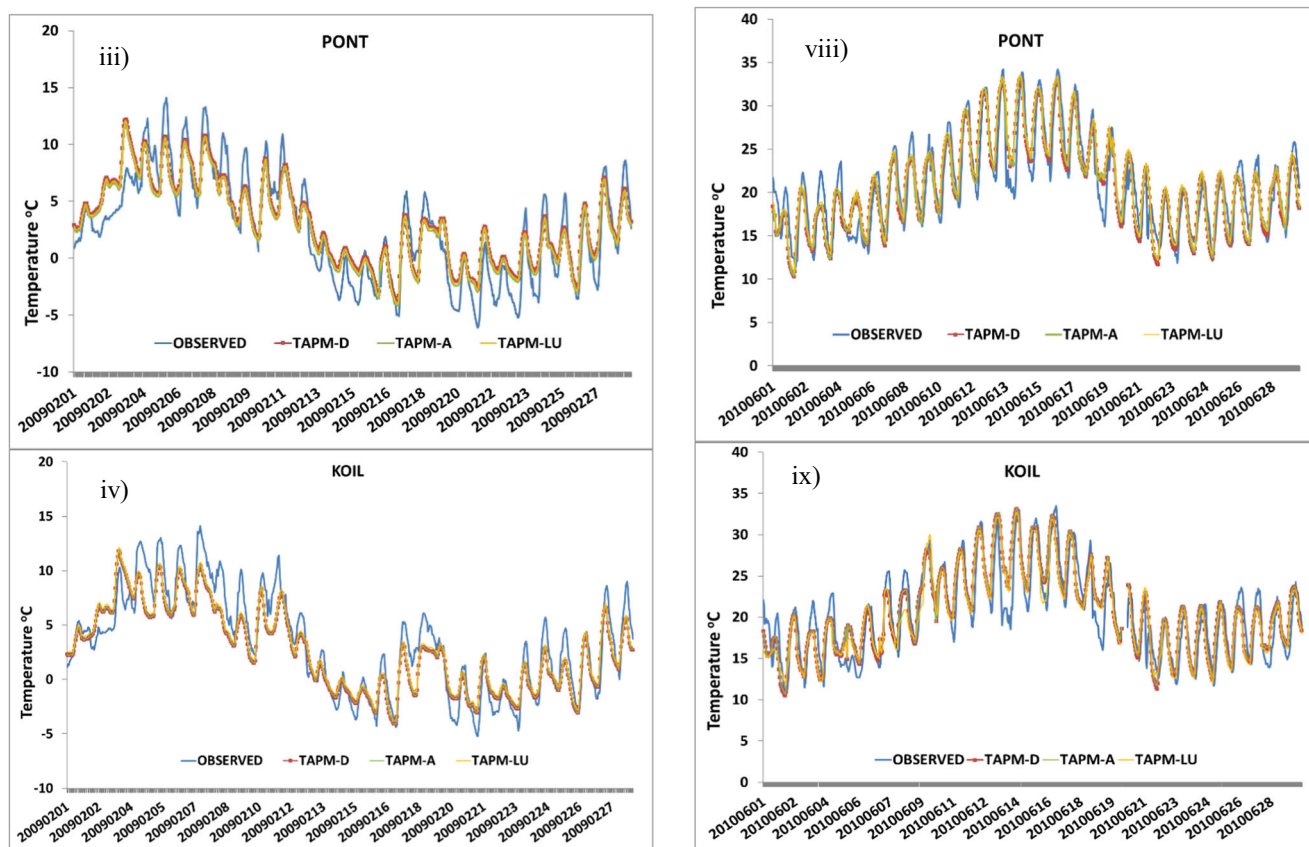 iii)
PONT
Temperature ᵒC
20
15
10
5
0
-5
-10
OBSERVED TAPM-D TAPM-A TAPM-LU
20090201 20090202 20090204 20090206 20090208 20090209 20090211 20090213 20090215 20090216 20090218 20090220 20090222 20090223 20090225 20090227
viii)
PONT
Temperature ᵒC
40
35
30
25
20
15
10
5
0
OBSERVED TAPM-D TAPM-A TAPM-LU
20100601 20100602 20100604 20100606 20100608 20100610 20100612 20100613 20100615 20100617 20100619 20100621 20100623 20100624 20100626 20100628
iv)
KOIL
Temperature ᵒC
20
15
10
5
0
-5
-10
OBSERVED TAPM-D TAPM-A TAPM-LU
20090201 20090202 20090204 20090205 20090207 20090208 20090210 20090212 20090213 20090215 20090217 20090218 20090220 20090221 20090223 20090224 20090226 20090227
ix)
KOIL
Temperature ᵒC
40
35
30
25
20
15
10
5
0
OBSERVED TAPM-D TAPM-A TAPM-LU
20100601 20100602 20100604 20100606 20100607 20100609 20100611 20100612 20100614 20100616 20100618 20100619 20100621 20100623 20100624 20100626 20100628